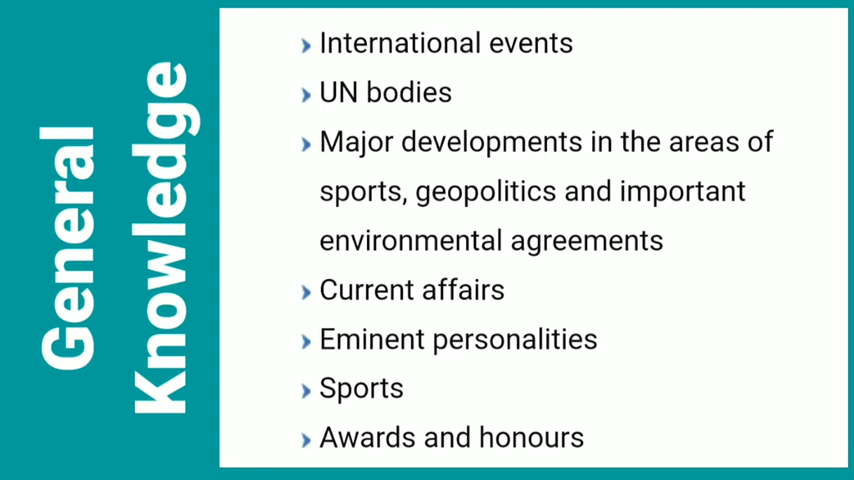 General
Knowledge
International events
UN bodies
Major developments in the areas of
sports, geopolitics and important
environmental agreements
Current affairs
Eminent personalities
Sports
Awards and honours